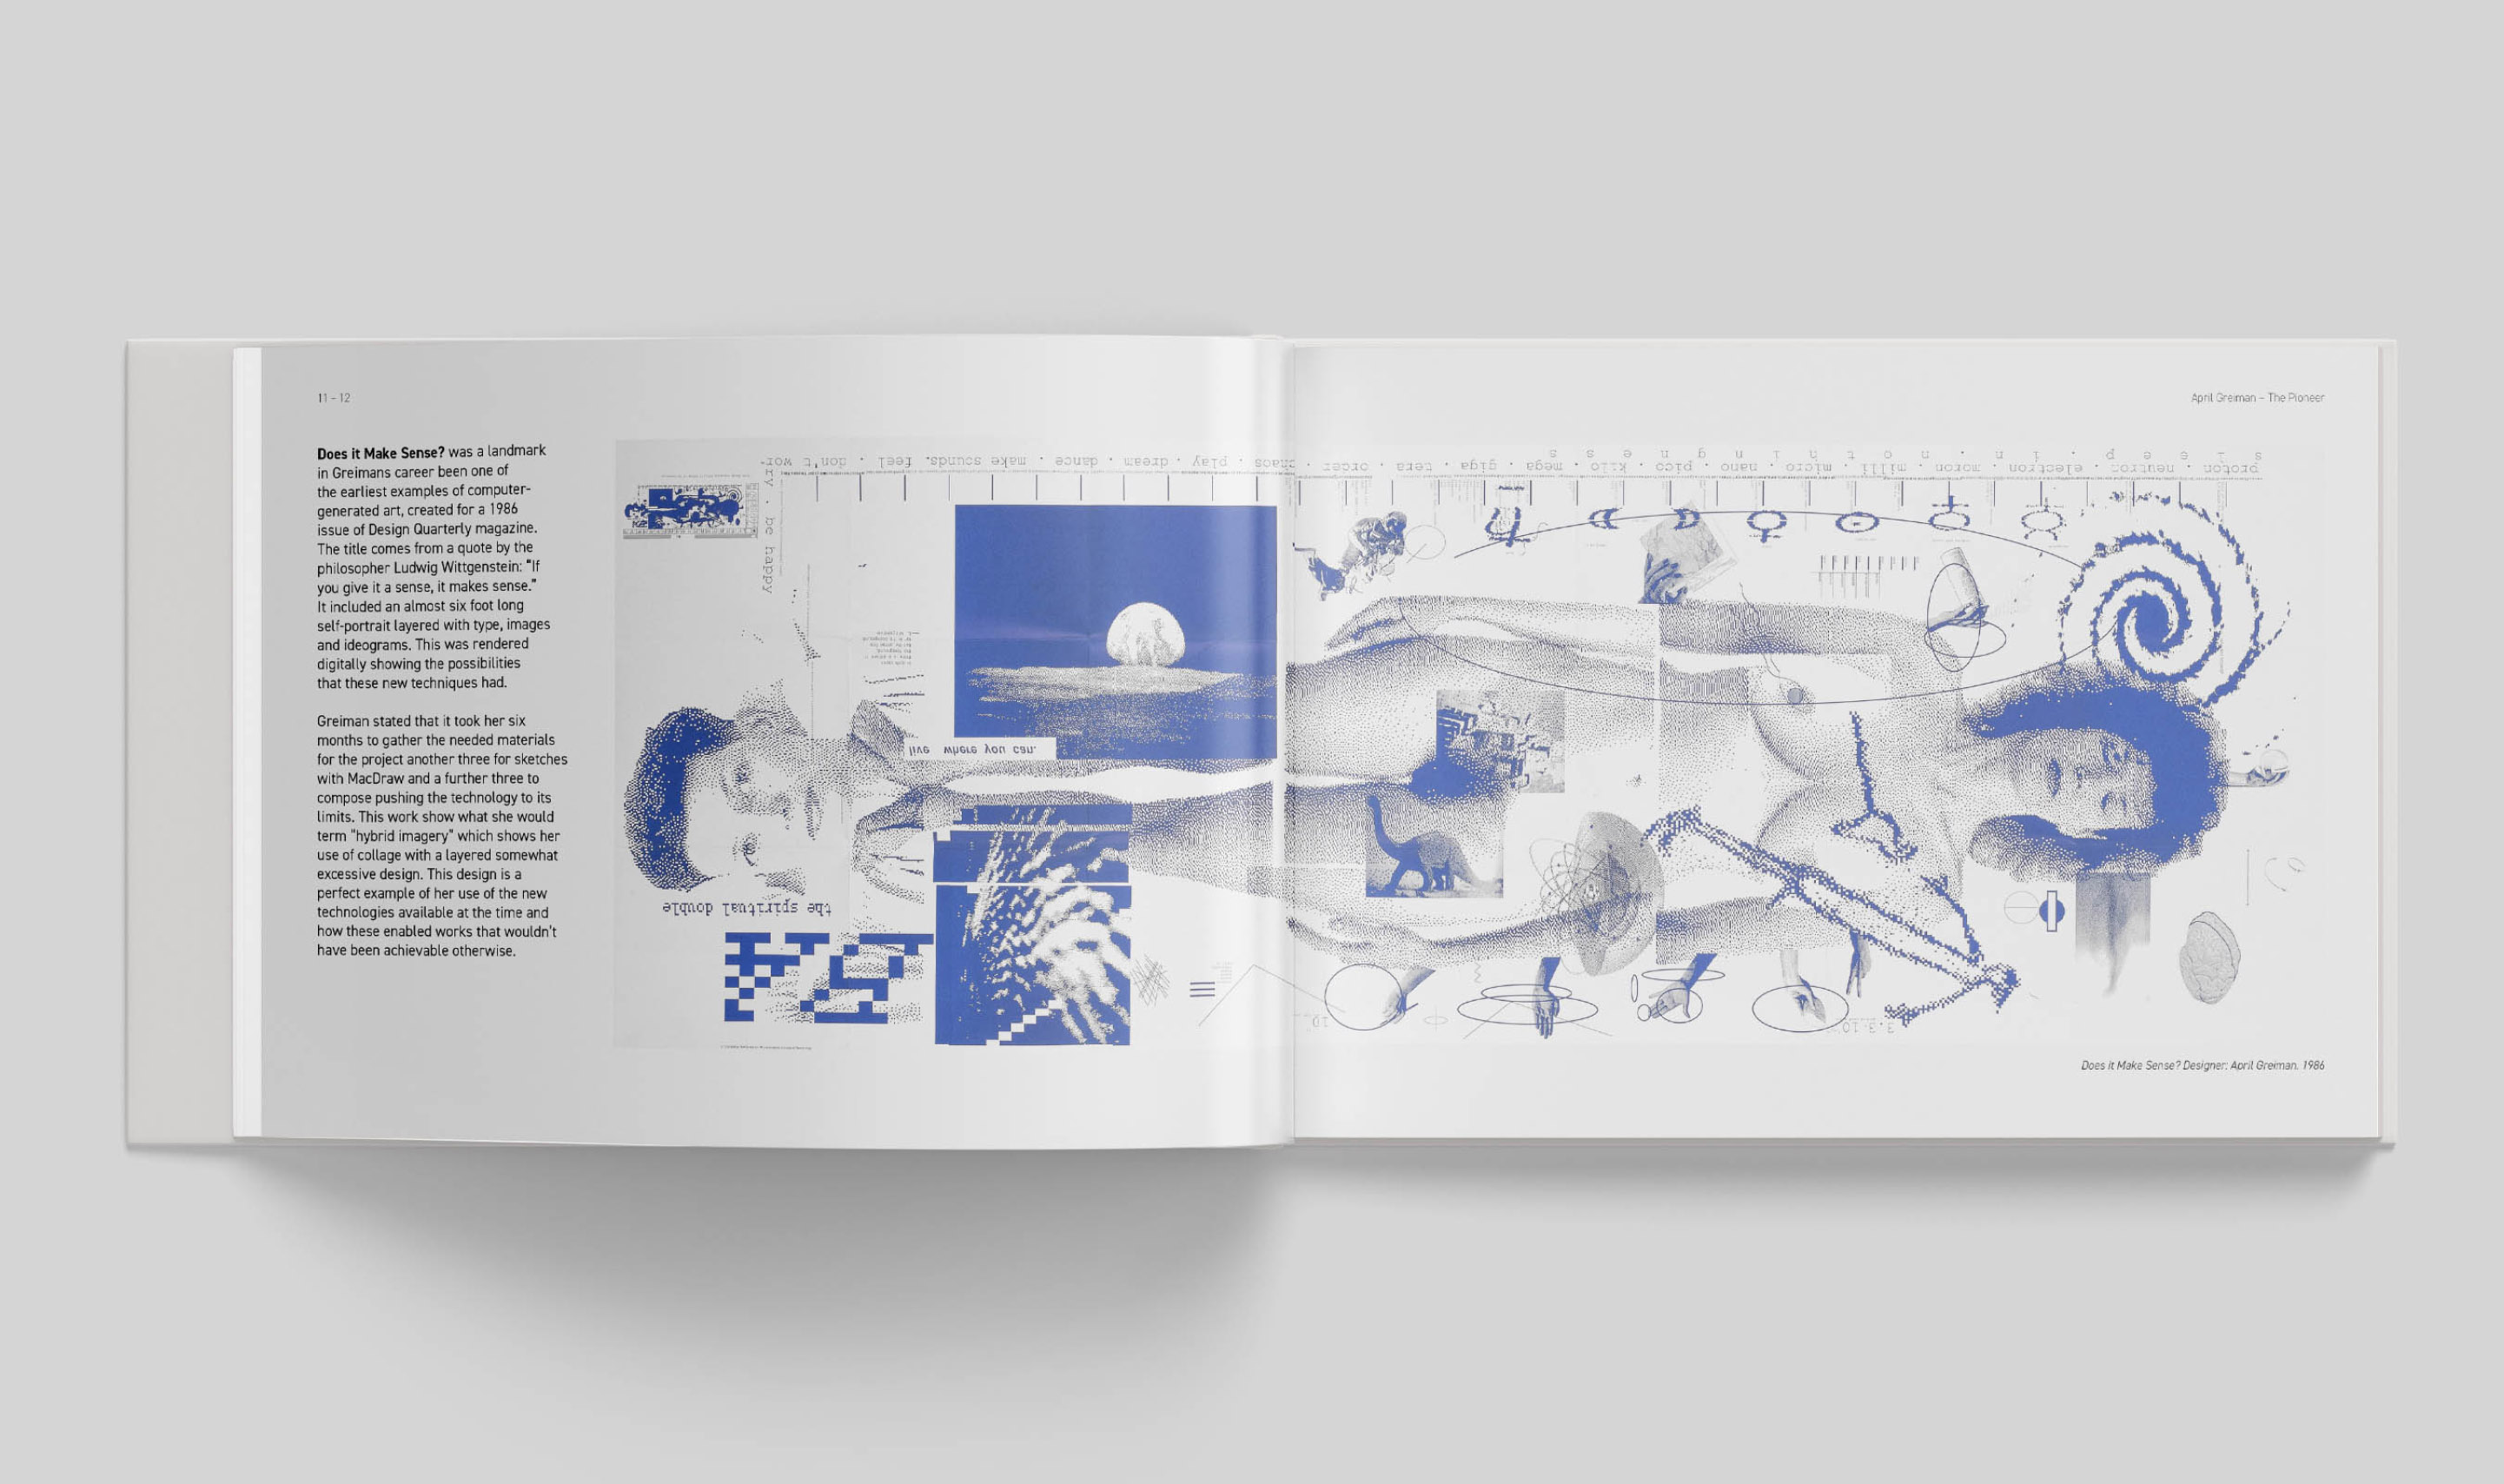 11 – 12
April Greiman – The Pioneer
Does it Make Sense? was a landmark
in Greimans career been one of
the earliest examples of computer-
generated art, created for a 1986
issue of Design Quarterly magazine.
The title comes from a quote by the
philosopher Ludwig Wittgenstein: "If
you give it a sense, it makes sense."
It included an almost six foot long
self-portrait layered with type, images
and ideograms. This was rendered
digitally showing the possibilities
that these new techniques had.
Greiman stated that it took her six
months to gather the needed materials
for the project another three for sketches
with MacDraw and a further three to
compose pushing the technology to its
limits. This work show what she would
term "hybrid imagery" which shows her
use of collage with a layered somewhat
excessive design. This design is a
perfect example of her use of the new
technologies available at the time and
how these enabled works that wouldn't
have been achievable otherwise.
sleep . in . nothingness
proton . neutron . electron . moron . milli . micro . nano . pico . kilo . mega . giga . tera . order . chaos . play . dream . dance . make sounds. feel . don't wor-
ry . be happy
live where you can.
the spiritual double
Does it Make Sense? Designer: April Greiman. 1986